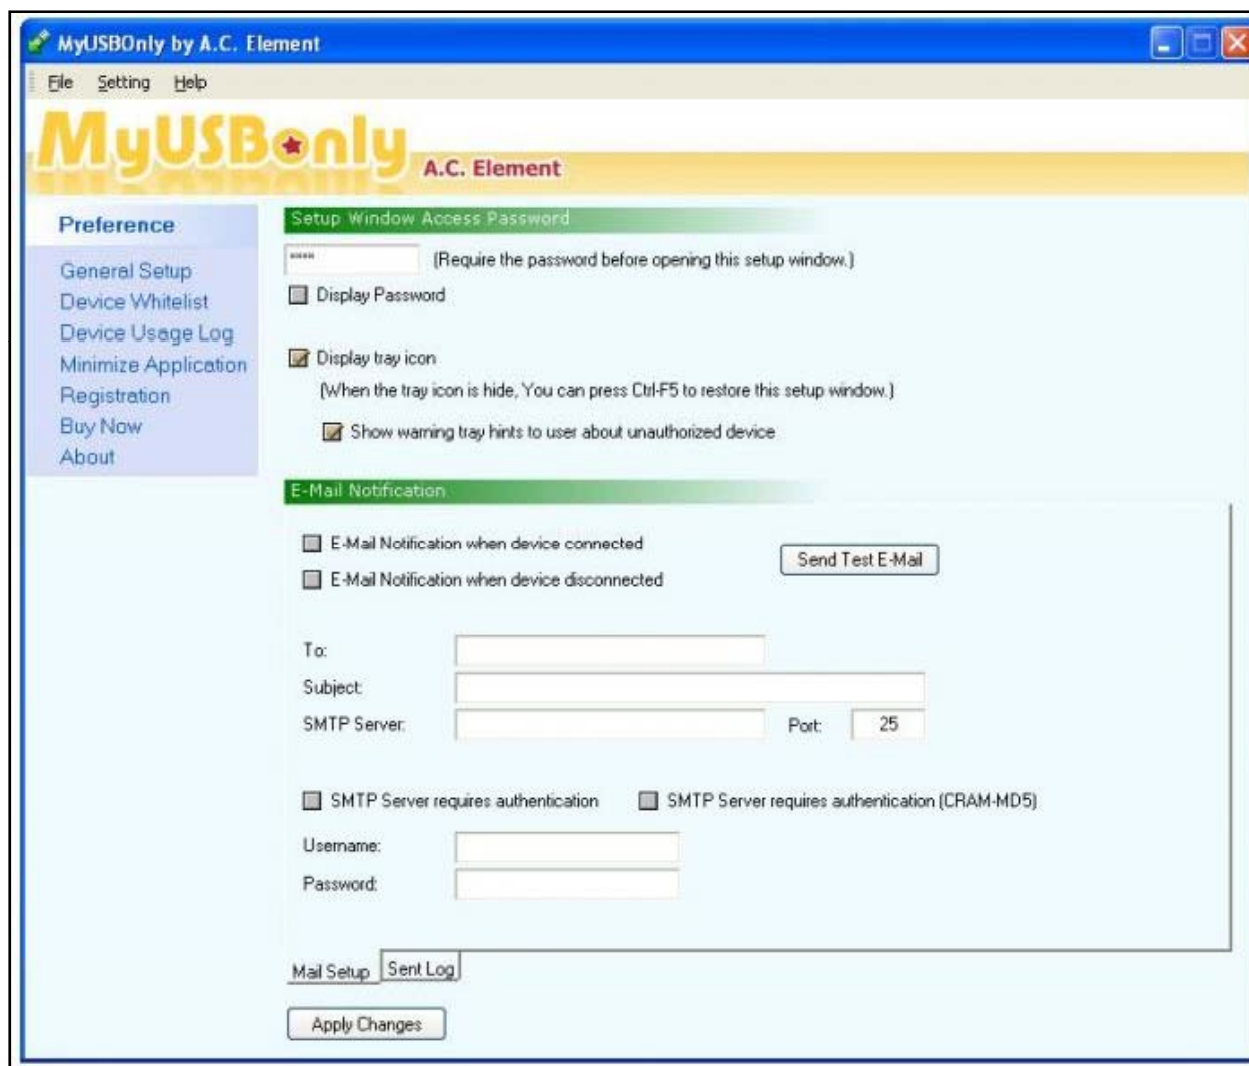 MyUSBOnly by A.C. Element
File Setting Help
MyUSBonly
A.C. Element
Preference
General Setup
Device Whitelist
Device Usage Log
Minimize Application
Registration
Buy Now
About
Setup Window Access Password
**** (Require the password before opening this setup window.)
Display Password
Display tray icon
(When the tray icon is hide, You can press Ctrl-F5 to restore this setup window.)
Show warning tray hints to user about unauthorized device
E-Mail Notification
E-Mail Notification when device connected
Send Test E-Mail
E-Mail Notification when device disconnected
To:
Subject:
SMTP Server: Port: 25
SMTP Server requires authentication SMTP Server requires authentication (CRAM-MD5)
Username:
Password:
Mail Setup Sent Log
Apply Changes